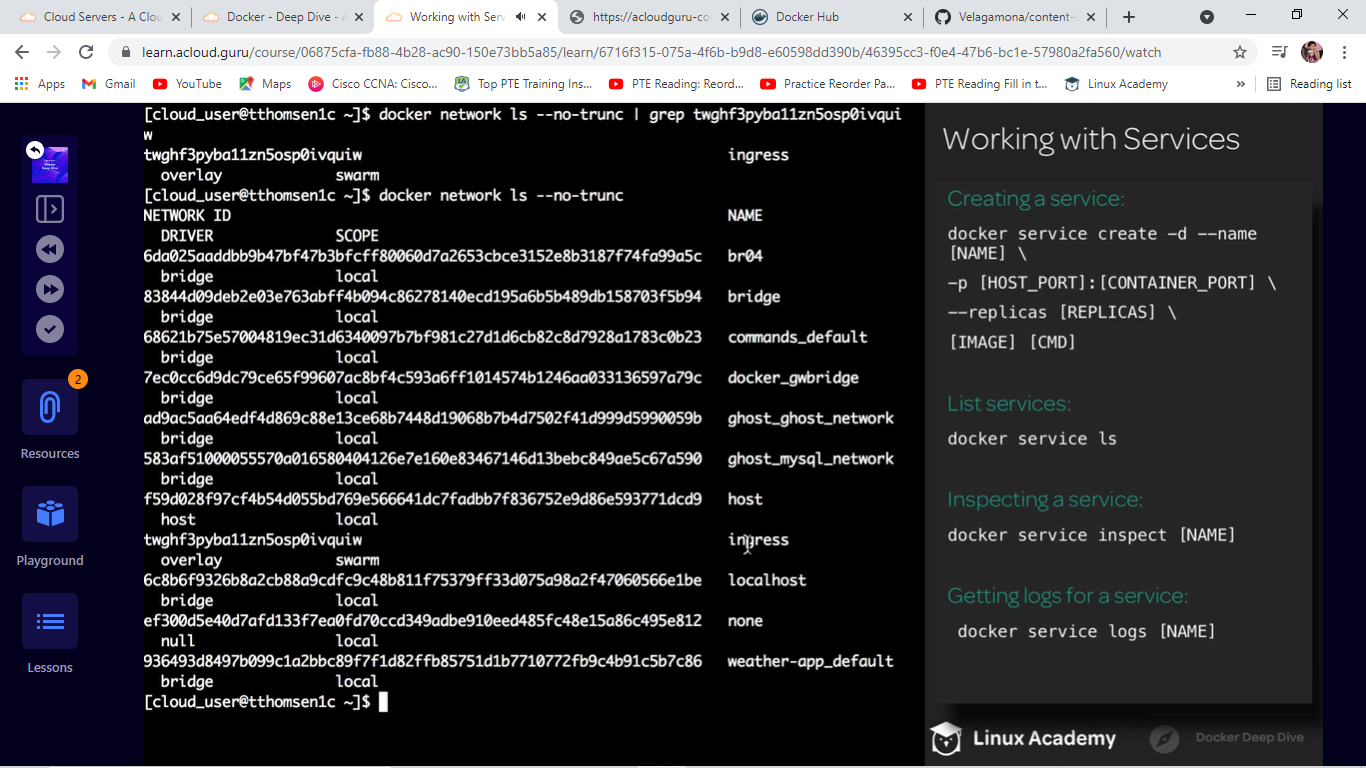 Cloud Servers - A Clou
Docker - Deep Dive - A
Working with Serv
https://acloudguru-co
Docker Hub
Velagamona/content-
learn.acloud.guru/course/06875cfa-fb88-4b28-ac90-150e73bb5a85/learn/6716f315-075a-4f6b-b9d8-e60598dd390b/46395cc3-f0e4-47b6-bc1e-57980a2fa560/watch
Apps
Gmail
YouTube
Maps
Cisco CCNA: Cisco...
Top PTE Training Ins...
PTE Reading: Reord...
Practice Reorder Pa...
PTE Reading Fill in t...
Linux Academy
»
Reading list
2
Resources
Playground
Lessons
[cloud_user@tthomsen1c ~]$ docker network ls --no-trunc | grep twghf3pyba11zn5osp0ivqui
w
twghf3pyba11zn5osp0ivquiw ingress
overlay swarm
[cloud_user@tthomsen1c ~]$ docker network ls --no-trunc
NETWORK ID NAME
DRIVER SCOPE
6da025aaddbb9b47bf47b3bfcff80060d7a2653cbce3152e8b3187f74fa99a5c br04
bridge local
83844d09deb2e03e763abff4b094c86278140ecd195a6b5b489db158703f5b94 bridge
bridge local
68621b75e57004819ec31d6340097b7bf981c27d1d6cb82c8d7928a1783c0b23 commands_default
bridge local
7ec0cc6d9dc79ce65f99607ac8bf4c593a6ff1014574b1246aa033136597a79c docker_gwbridge
bridge local
ad9ac5aa64edf4d869c88e13ce68b7448d19068b7b4d7502f41d999d5990059b ghost_ghost_network
bridge local
583af51000055570a016580404126e7e160e83467146d13bebc849ae5c67a590 ghost_mysql_network
bridge local
f59d028f97cf4b54d055bd769e566641dc7fadbb7f836752e9d86e593771dcd9 host
host local
twghf3pyba11zn5osp0ivquiw ingress
overlay swarm
6c8b6f9326b8a2cb88a9cdfc9c48b811f75379ff33d075a98a2f47060566e1be localhost
bridge local
ef300d5e40d7afd133f7ea0fd70ccd349adbe910eed485fc48e15a86c495e812 none
null local
936493d8497b099c1a2bbc89f7f1d82ffb85751d1b7710772fb9c4b91c5b7c86 weather-app_default
bridge local
[cloud_user@tthomsen1c ~]$
Working with Services
Creating a service:
docker service create -d --name
[NAME] \
-p [HOST_PORT]:[CONTAINER_PORT] \
--replicas [REPLICAS] \
[IMAGE] [CMD]
List services:
docker service ls
Inspecting a service:
docker service inspect [NAME]
Getting logs for a service:
docker service logs [NAME]
Linux Academy
Docker Deep Dive